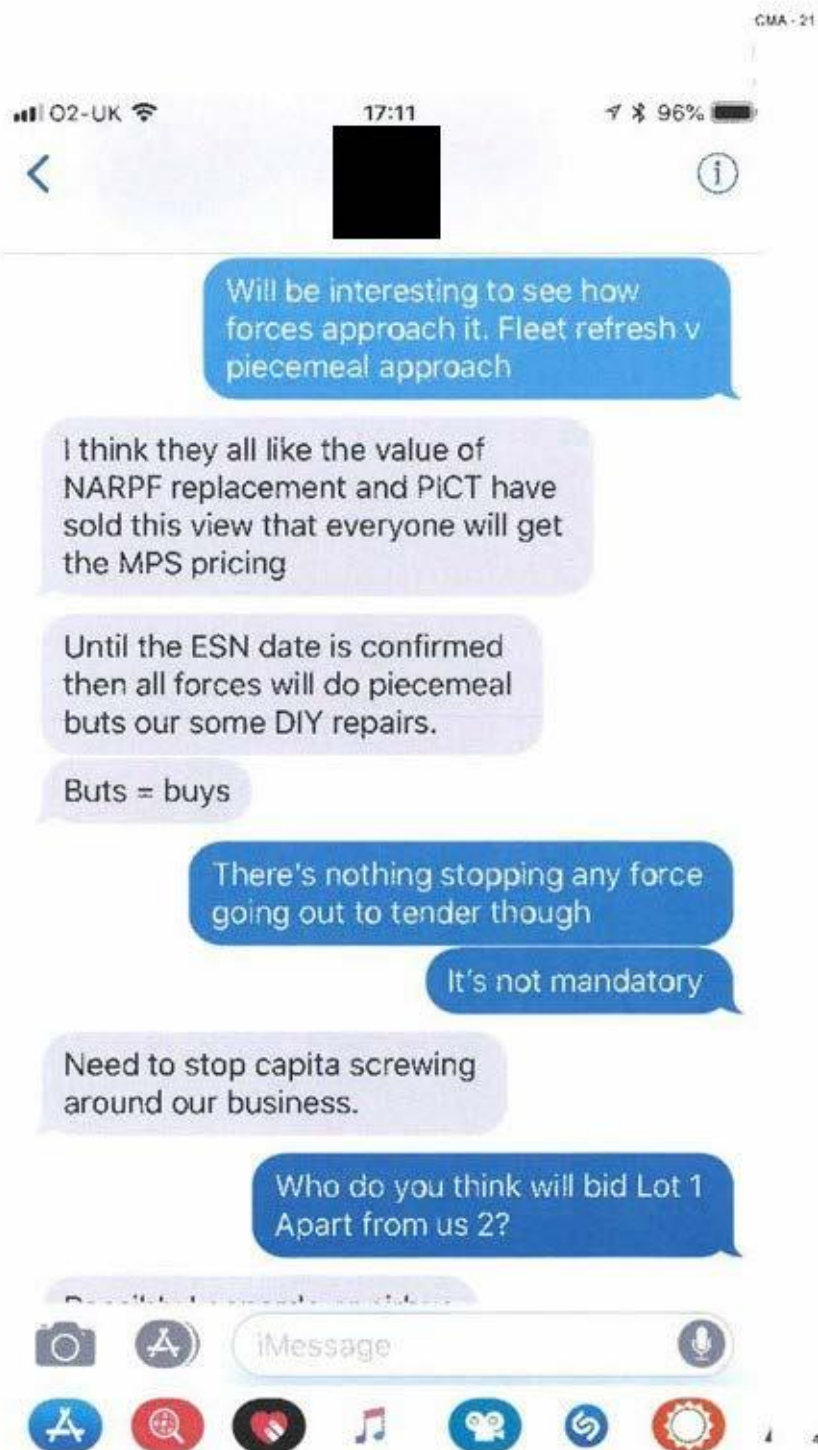 CMA - 21
O2-UK
17:11
96%
Will be interesting to see how
forces approach it. Fleet refresh v
piecemeal approach
I think they all like the value of
NARPF replacement and PICT have
sold this view that everyone will get
the MPS pricing
Until the ESN date is confirmed
then all forces will do piecemeal
buts our some DIY repairs.
Buts = buys
There's nothing stopping any force
going out to tender though
It's not mandatory
Need to stop capita screwing
around our business.
Who do you think will bid Lot 1
Apart from us 2?
iMessage